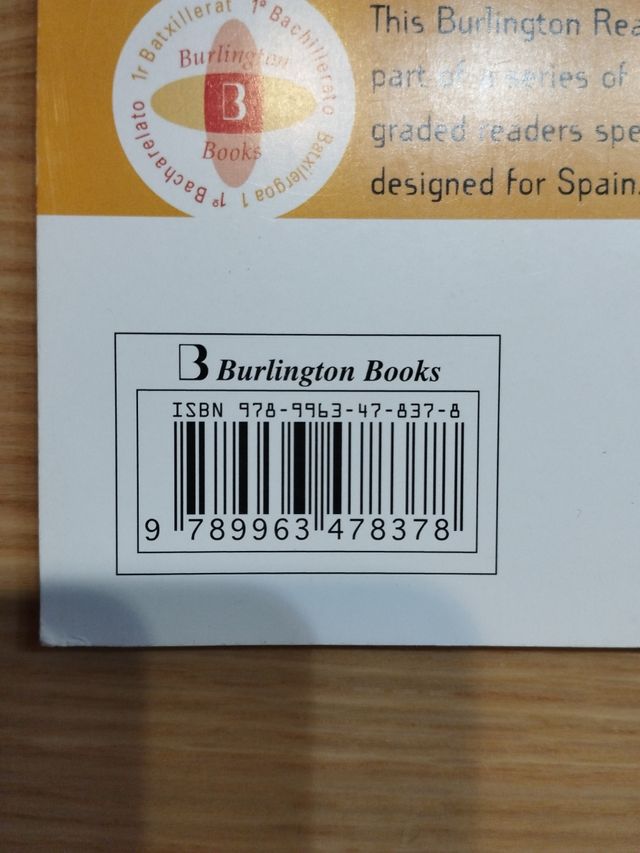 1r Batxillerat 1º Bachillerato Batxilergoa 1 1º Bacharelato
Burlington
B
Books
This Burlington Rea
part of a series of
graded readers spe
designed for Spain.
B Burlington Books
ISBN 978-9963-47-837-8
9 789963 478378